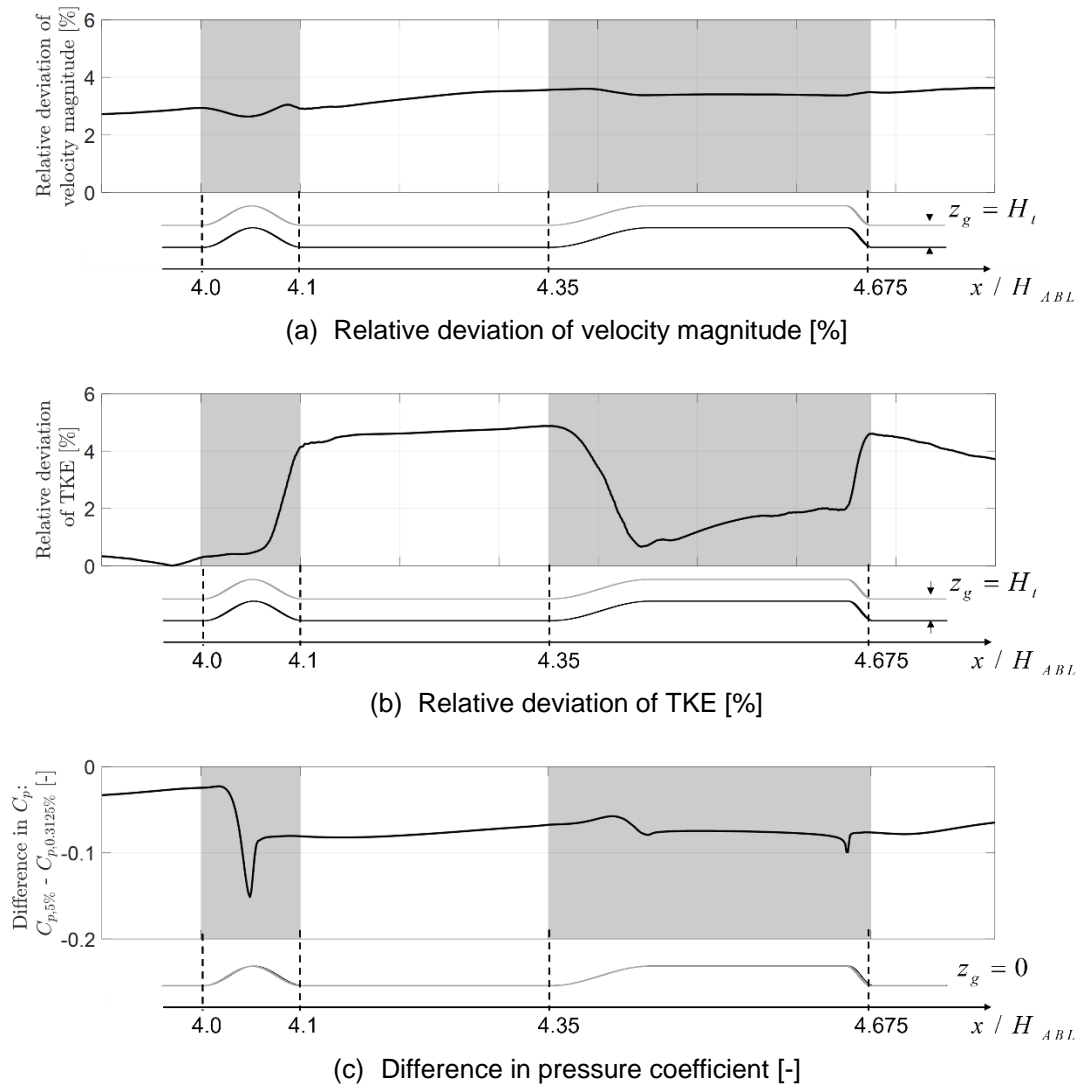 Relative deviation of
velocity magnitude [%]
6
4
2
0
z_g = H_t
4.0 4.1 4.35 4.675 x / H_ABL
(a) Relative deviation of velocity magnitude [%]
Relative deviation
of TKE [%]
6
4
2
0
z_g = H_t
4.0 4.1 4.35 4.675 x / H_ABL
(b) Relative deviation of TKE [%]
Difference in C_p:
C_p,5% - C_p,0.3125% [-]
0
-0.1
-0.2
z_g = 0
4.0 4.1 4.35 4.675 x / H_ABL
(c) Difference in pressure coefficient [-]